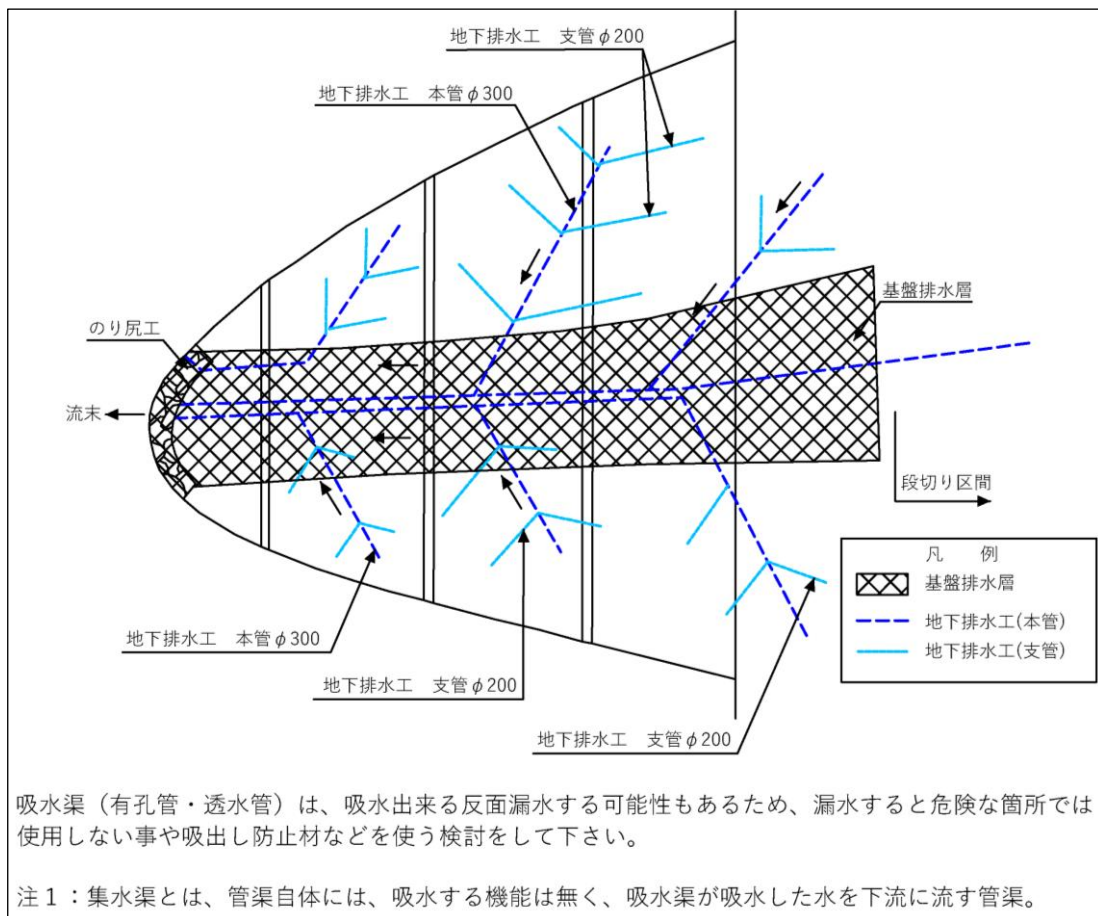 地下排水工　支管φ200
地下排水工　本管φ300
基盤排水層
のり尻工
流末
段切り区間
凡　例
基盤排水層
地下排水工(本管)
地下排水工(支管)
地下排水工　本管φ300
地下排水工　支管φ200
地下排水工　支管φ200
吸水渠（有孔管・透水管）は、吸水出来る反面漏水する可能性もあるため、漏水すると危険な箇所では
使用しない事や吸出し防止材などを使う検討をして下さい。
注１：集水渠とは、管渠自体には、吸水する機能は無く、吸水渠が吸水した水を下流に流す管渠。